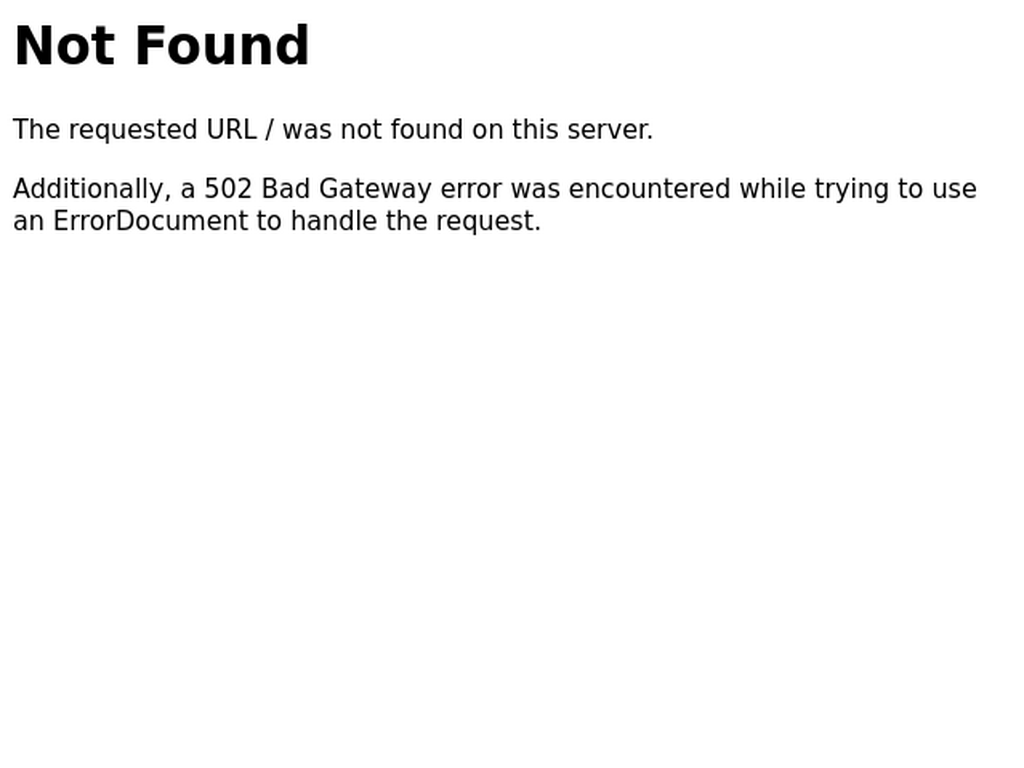 Not Found
The requested URL / was not found on this server.
Additionally, a 502 Bad Gateway error was encountered while trying to use
an ErrorDocument to handle the request.